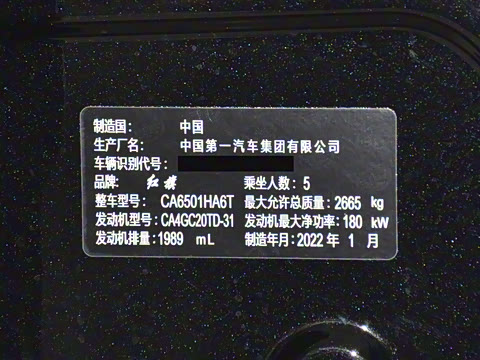 制造国： 中国
生产厂名： 中国第一汽车集团有限公司
车辆识别代号：
品牌： 红旗 乘坐人数：5
整车型号：CA6501HA6T 最大允许总质量：2665 kg
发动机型号：CA4GC20TD-31 发动机最大净功率：180 kW
发动机排量：1989 mL 制造年月：2022 年 1 月